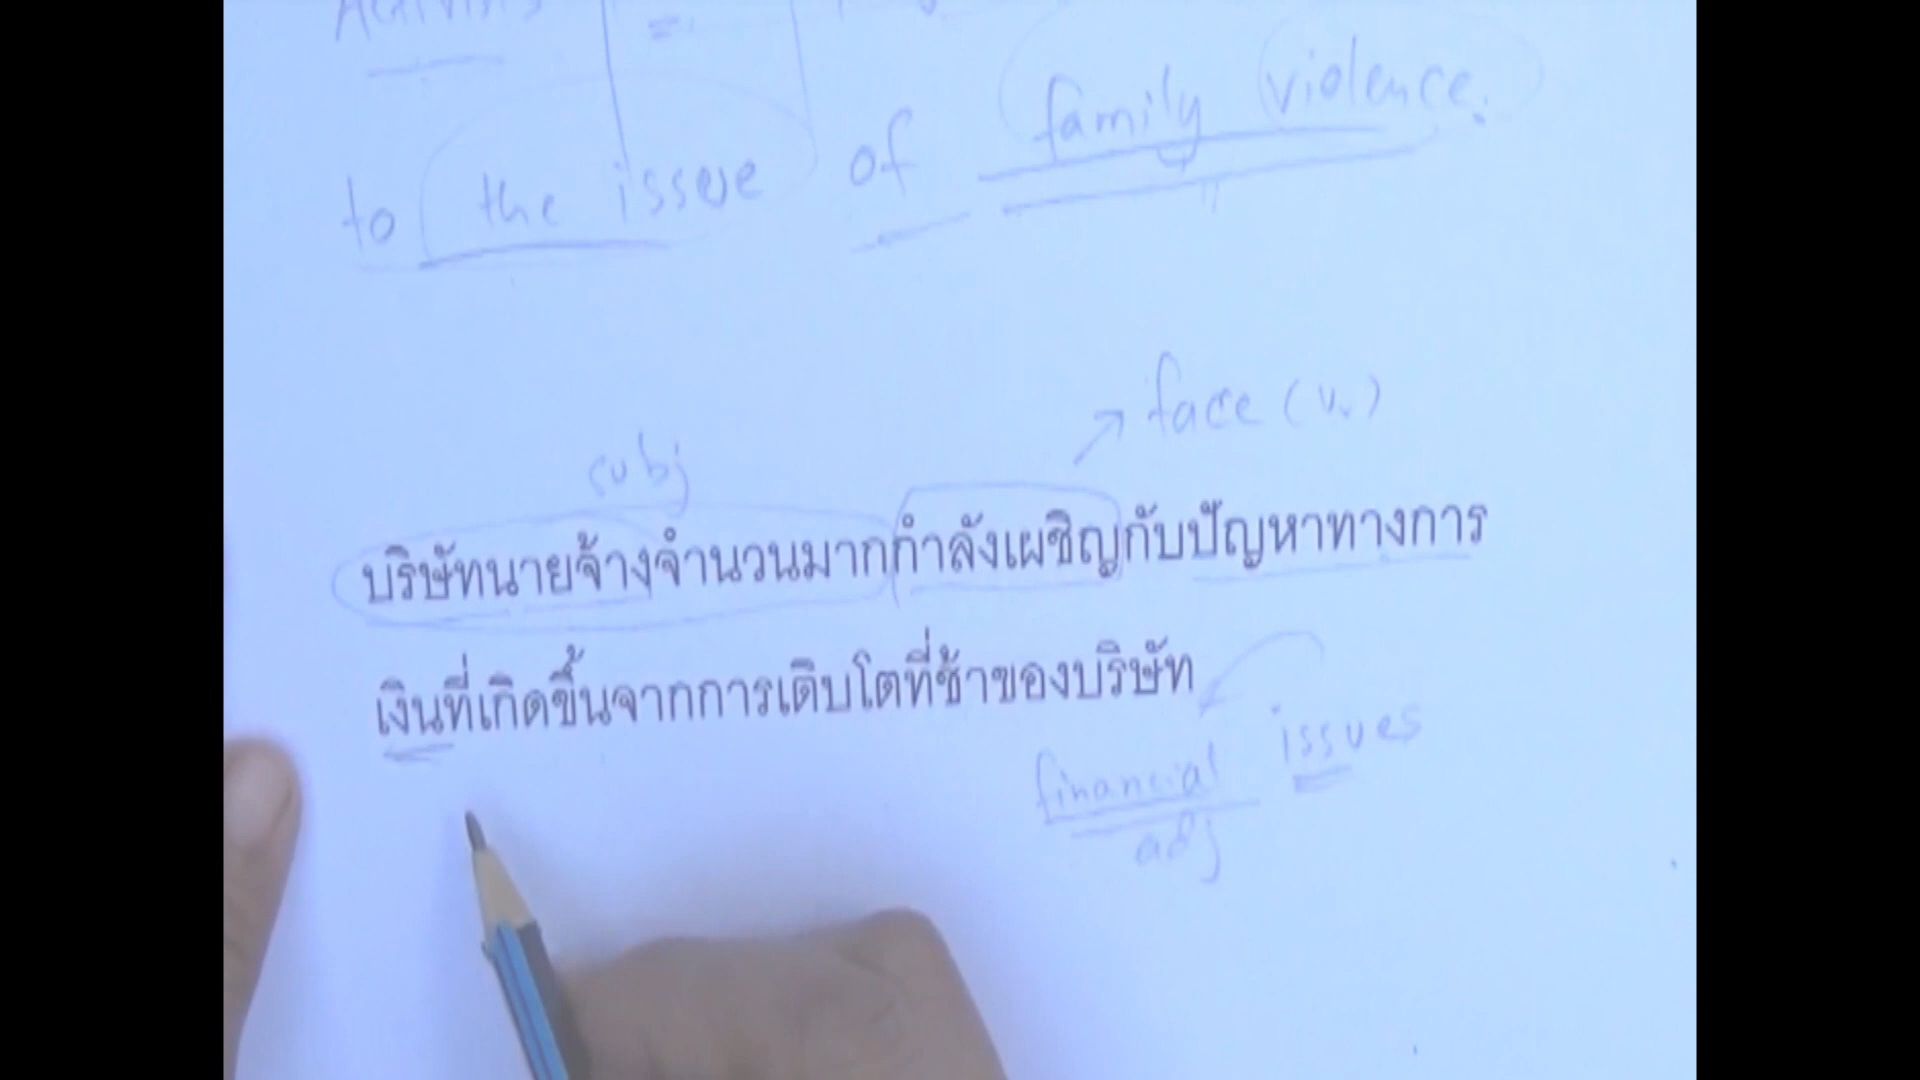 to the issue of family violence.
face (v.)
subj
บริษัทนายจ้างจำนวนมากกำลังเผชิญกับปัญหาทางการ
เงินที่เกิดขึ้นจากการเติบโตที่ช้าของบริษัท
financial issues
adj